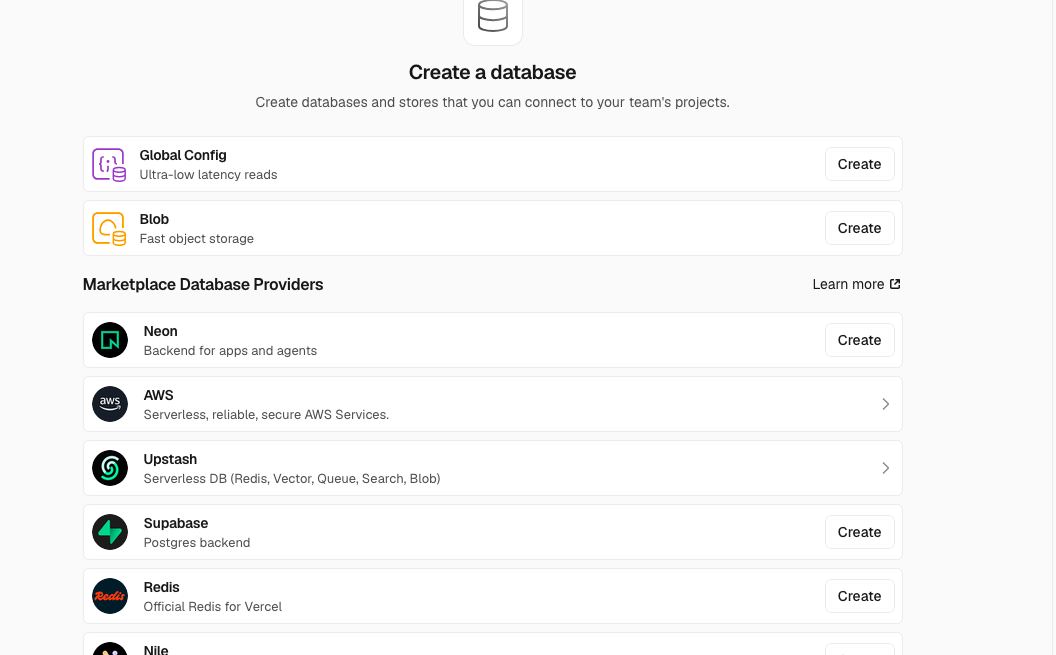 Create a database
Create databases and stores that you can connect to your team's projects.
Global Config
Ultra-low latency reads
Create
Blob
Fast object storage
Create
Marketplace Database Providers
Learn more
Neon
Backend for apps and agents
Create
aws
AWS
Serverless, reliable, secure AWS Services.
Upstash
Serverless DB (Redis, Vector, Queue, Search, Blob)
Supabase
Postgres backend
Create
Redis
Redis
Official Redis for Vercel
Create
Nile